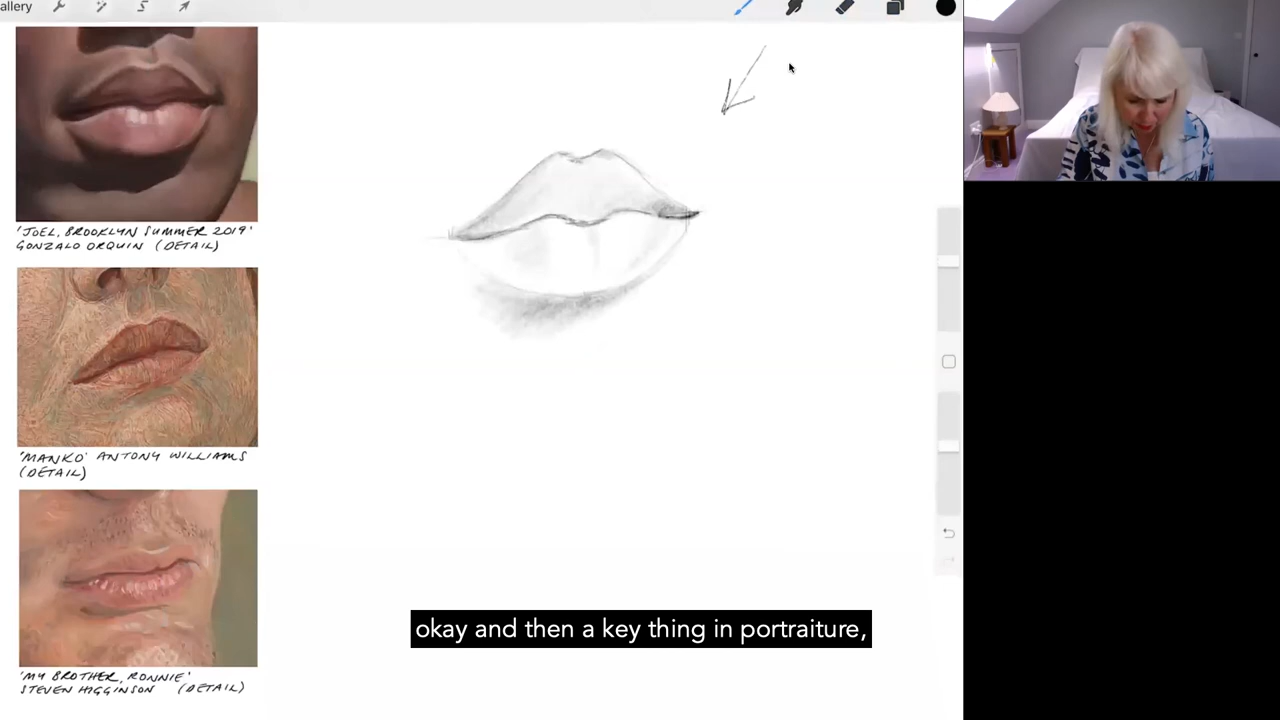 allery
'JOEL, BROOKLYN SUMMER 2019'
GONZALO ORQUIN (DETAIL)
'MANKO' ANTONY WILLIAMS
(DETAIL)
'MY BROTHER, RONNIE'
STEVEN HIGGINSON (DETAIL)
okay and then a key thing in portraiture,